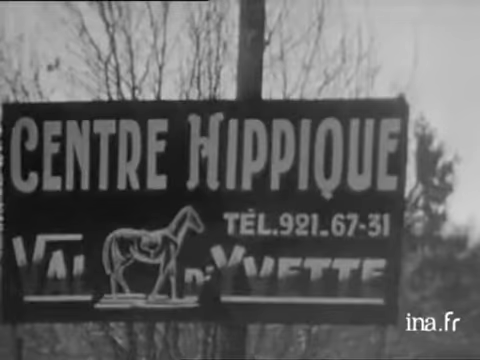 CENTRE HIPPIQUE
TÉL.921.67-31
VAL D'YVETTE
ina.fr